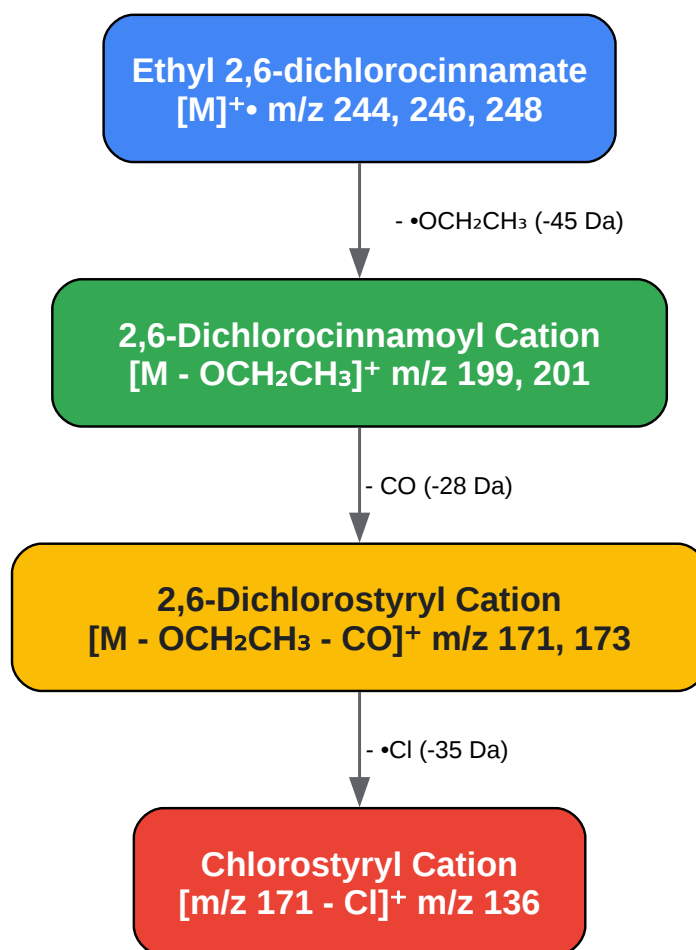 Ethyl 2,6-dichlorocinnamate
[M]⁺• m/z 244, 246, 248
- •OCH₂CH₃ (-45 Da)
2,6-Dichlorocinnamoyl Cation
[M - OCH₂CH₃]⁺ m/z 199, 201
- CO (-28 Da)
2,6-Dichlorostyryl Cation
[M - OCH₂CH₃ - CO]⁺ m/z 171, 173
- •Cl (-35 Da)
Chlorostyryl Cation
[m/z 171 - Cl]⁺ m/z 136